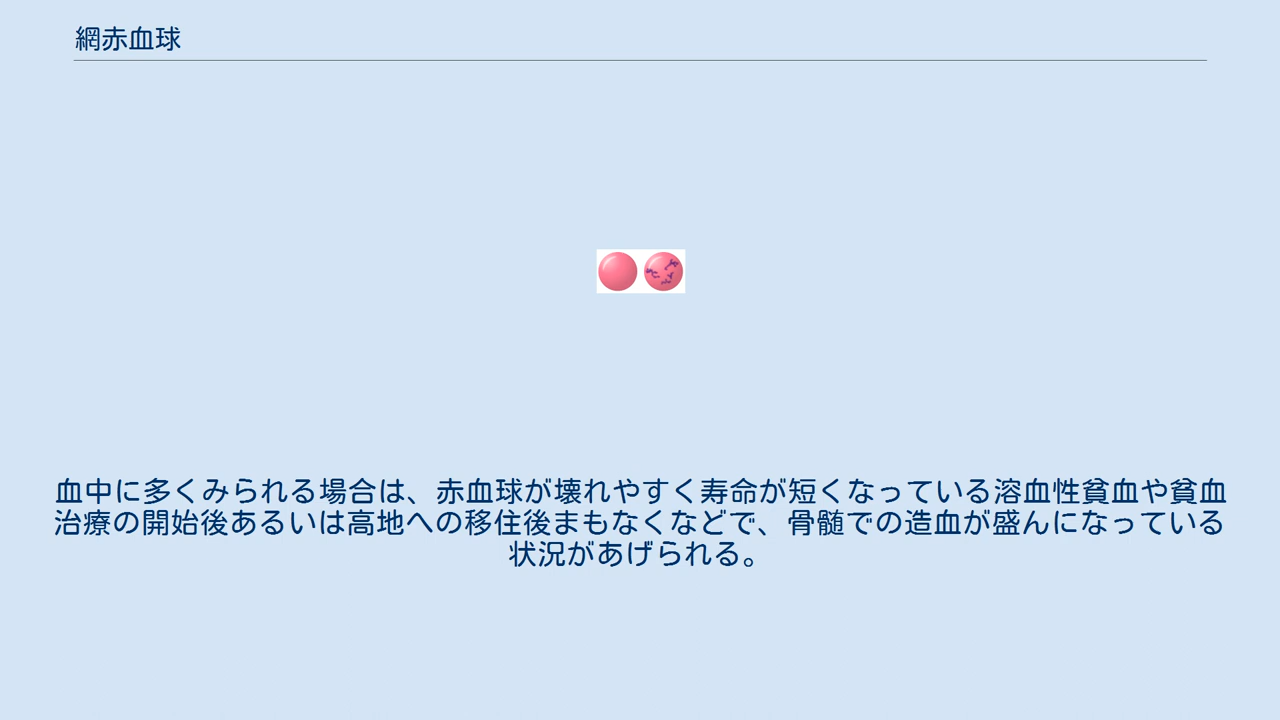 網赤血球
血中に多くみられる場合は、赤血球が壊れやすく寿命が短くなっている溶血性貧血や貧血
治療の開始後あるいは高地への移住後まもなくなどで、骨髄での造血が盛んになっている
状況があげられる。